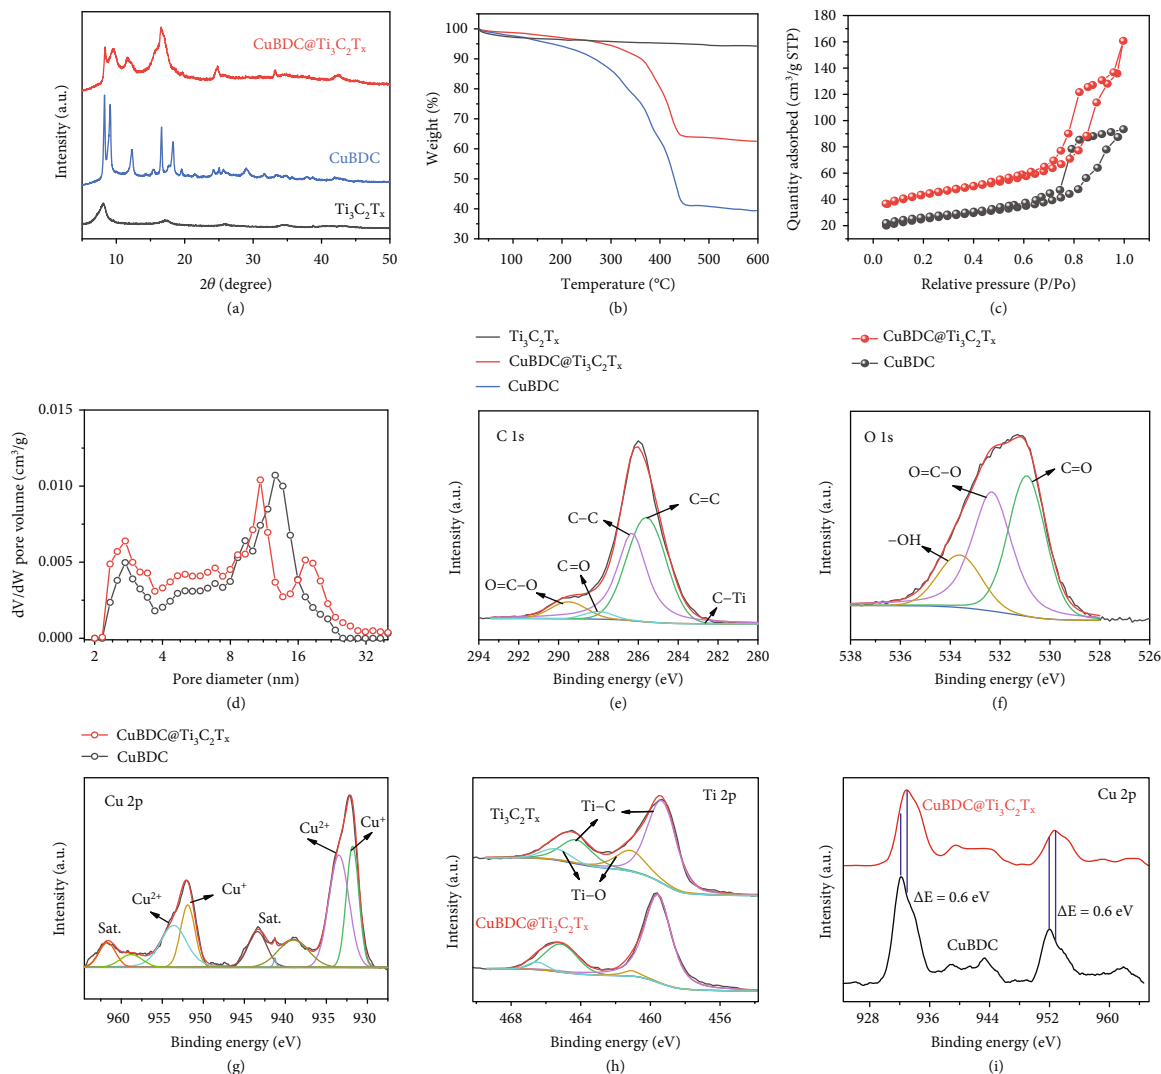 CuBDC@Ti₃C₂Tₓ
CuBDC
Ti₃C₂Tₓ
Intensity (a.u.)
10 20 30 40 50
2θ (degree)
(a)
100
90
80
70
60
50
40
30
Weight (%)
100 200 300 400 500 600
Temperature (°C)
(b)
Ti₃C₂Tₓ
CuBDC@Ti₃C₂Tₓ
CuBDC
180
160
140
120
100
80
60
40
20
Quantity adsorbed (cm³/g STP)
0.0 0.2 0.4 0.6 0.8 1.0
Relative pressure (P/Po)
(c)
CuBDC@Ti₃C₂Tₓ
CuBDC
0.015
0.010
0.005
0.000
dV/dW pore volume (cm³/g)
2 4 8 16 32
Pore diameter (nm)
(d)
CuBDC@Ti₃C₂Tₓ
CuBDC
C 1s
C=C
C–C
C=O
O=C–O
C–Ti
Intensity (a.u.)
294 292 290 288 286 284 282 280
Binding energy (eV)
(e)
O 1s
O=C–O
C=O
–OH
Intensity (a.u.)
538 536 534 532 530 528 526
Binding energy (eV)
(f)
Cu 2p
Cu²⁺
Cu⁺
Cu²⁺
Cu⁺
Sat.
Sat.
Intensity (a.u.)
960 955 950 945 940 935 930
Binding energy (eV)
(g)
Ti 2p
Ti₃C₂Tₓ
Ti–C
Ti–O
CuBDC@Ti₃C₂Tₓ
Intensity (a.u.)
468 464 460 456
Binding energy (eV)
(h)
Cu 2p
CuBDC@Ti₃C₂Tₓ
ΔE = 0.6 eV
ΔE = 0.6 eV
CuBDC
Intensity (a.u.)
928 936 944 952 960
Binding energy (eV)
(i)